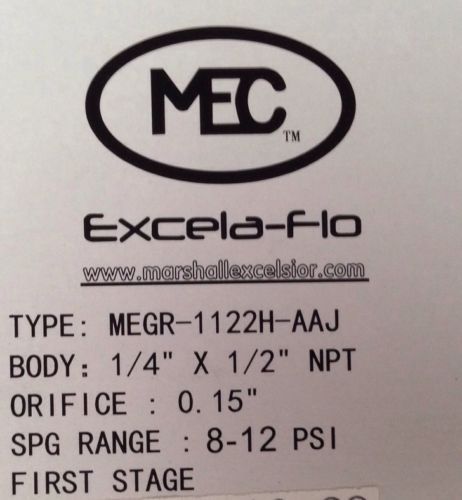 MEC
TM
Excela-Flo
www.marshallexcelsior.com
TYPE: MEGR-1122H-AAJ
BODY: 1/4" X 1/2" NPT
ORIFICE : 0.15"
SPG RANGE : 8-12 PSI
FIRST STAGE